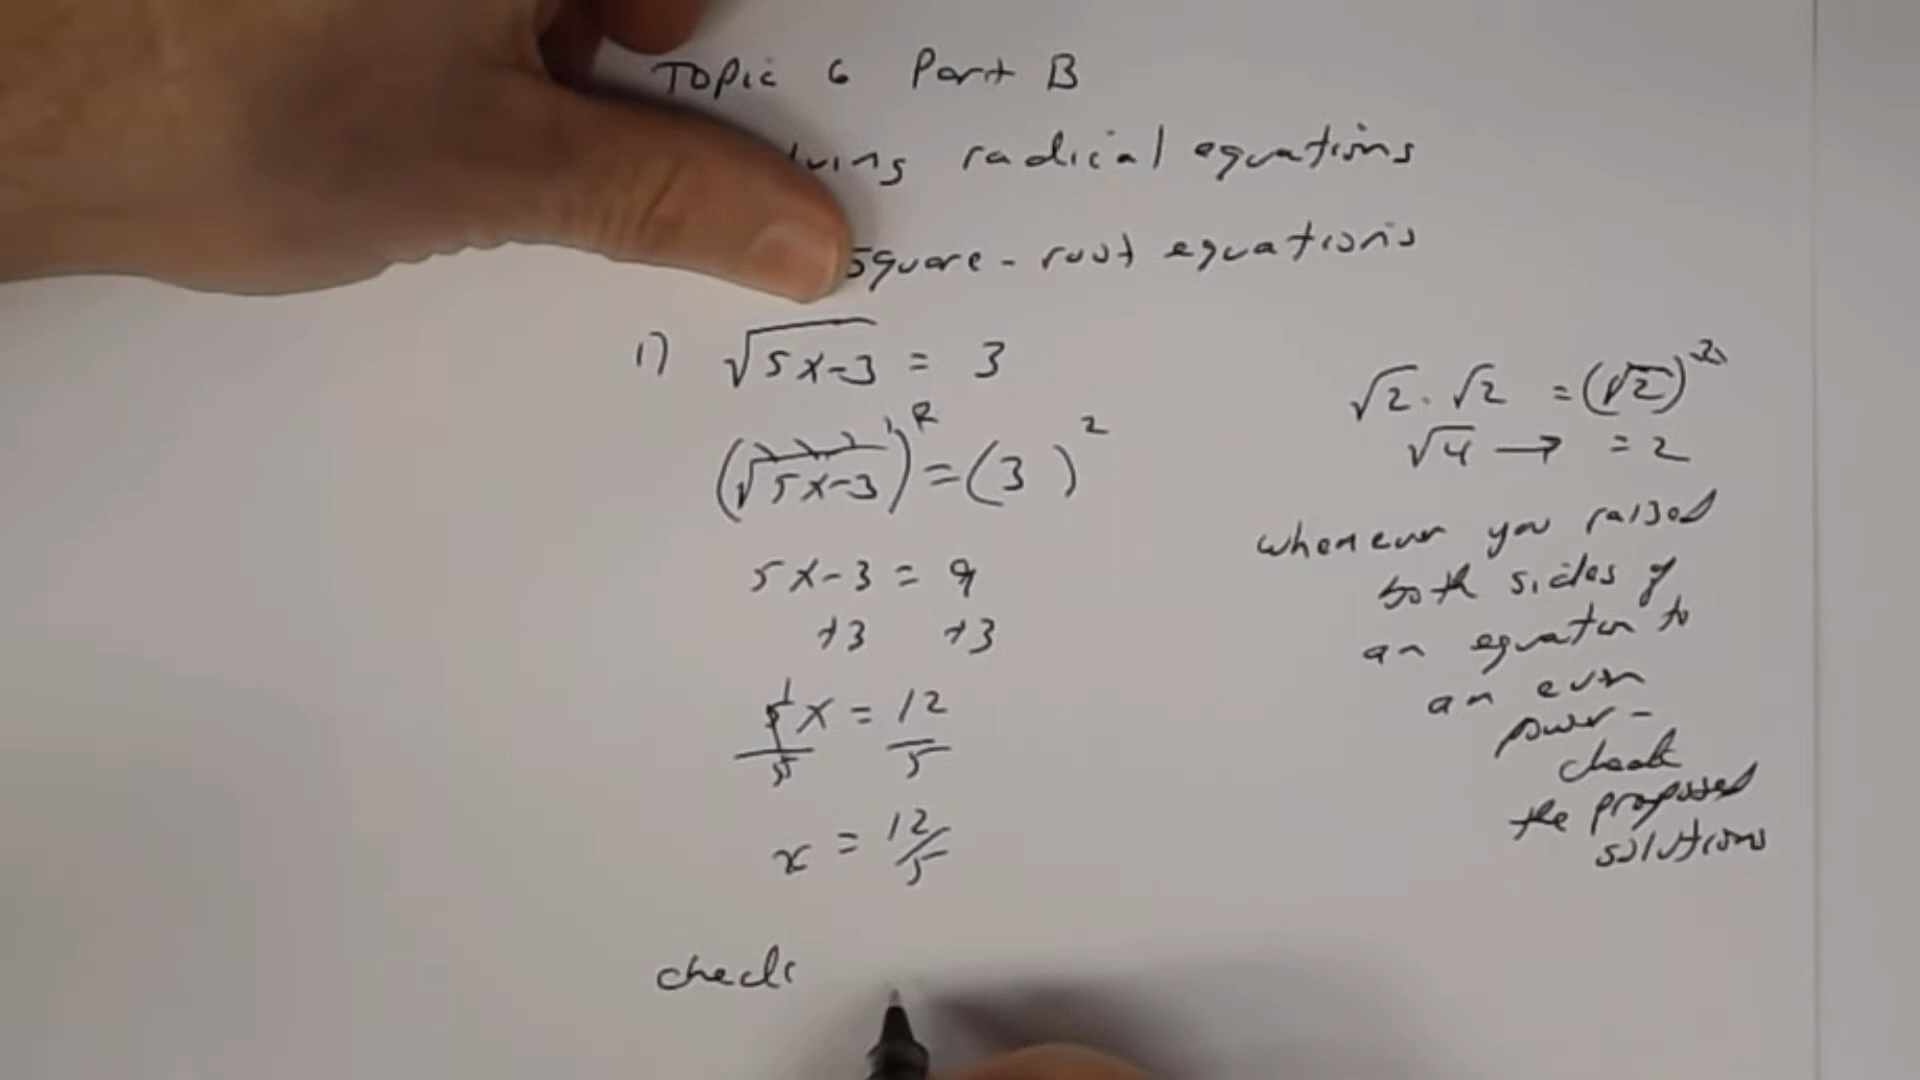 Topic 6 Part B
lving radical equations
Square-root equations
1) √5x-3 = 3
(√5x-3)² = (3)²
5x-3 = 9
+3 +3
5x = 12
5 5
x = 12/5
check
√2 · √2 = (√2)²
√4 → = 2
whenever you raised
both sides of
an equation to
an even
power-
check
the proposed
solutions